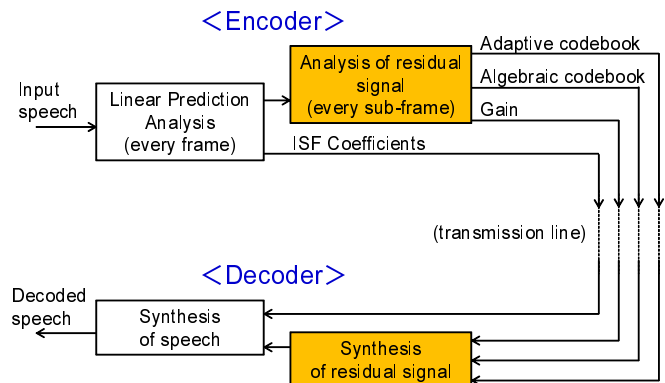 <Encoder>
Adaptive codebook
Analysis of residual
signal
(every sub-frame)
Algebraic codebook
Input
speech
Linear Prediction
Analysis
(every frame)
Gain
ISF Coefficients
(transmission line)
<Decoder>
Decoded
speech
Synthesis
of speech
Synthesis
of residual signal